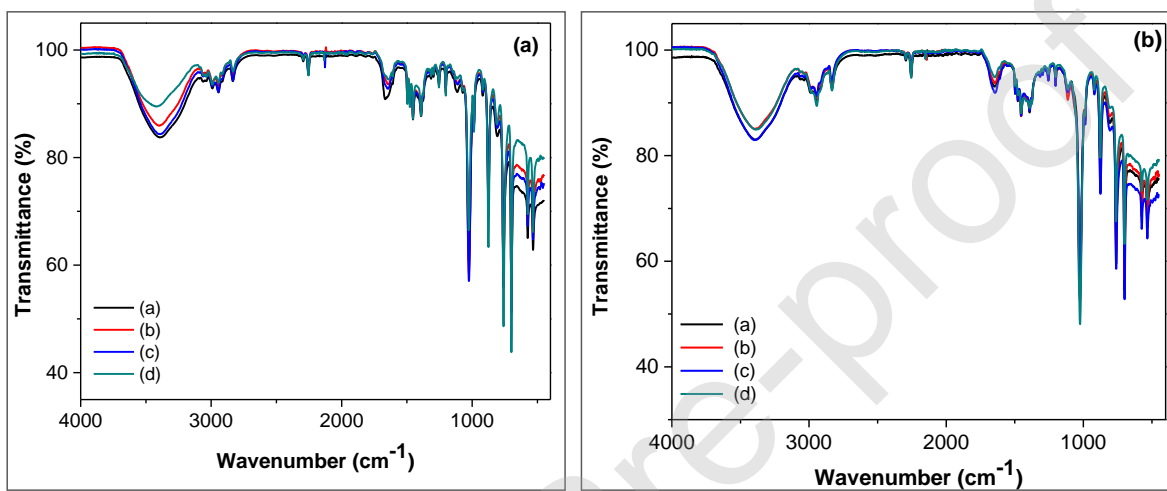 (a)
100
80
60
40
Transmittance (%)
(a)
(b)
(c)
(d)
4000
3000
2000
1000
Wavenumber (cm-1)
(b)
100
80
60
40
Transmittance (%)
(a)
(b)
(c)
(d)
4000
3000
2000
1000
Wavenumber (cm-1)
re-proof